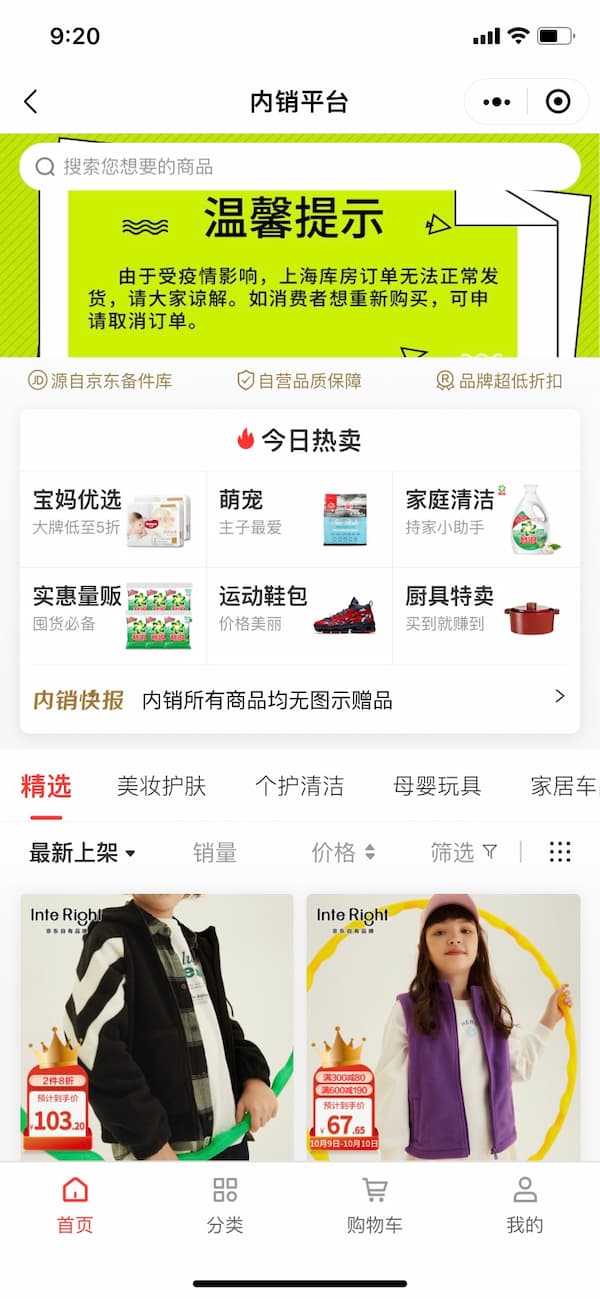 9:20
内销平台
搜索您想要的商品
温馨提示
由于受疫情影响，上海库房订单无法正常发
货，请大家谅解。如消费者想重新购买，可申
请取消订单。
JD 源自京东备件库
自营品质保障
R 品牌超低折扣
今日热卖
宝妈优选
大牌低至5折
萌宠
主子最爱
家庭清洁
持家小助手
实惠量贩
囤货必备
运动鞋包
价格美丽
厨具特卖
买到就赚到
内销快报
内销所有商品均无图示赠品
精选
美妆护肤
个护清洁
母婴玩具
家居车
最新上架
销量
价格
筛选
Inte Right
京东自有品牌
2件8折
预计到手价
¥103.20
Inte Right
京东自有品牌
满300减80
满600减190
预计到手价
¥67.65
10月9日-10月10日
首页
分类
购物车
我的